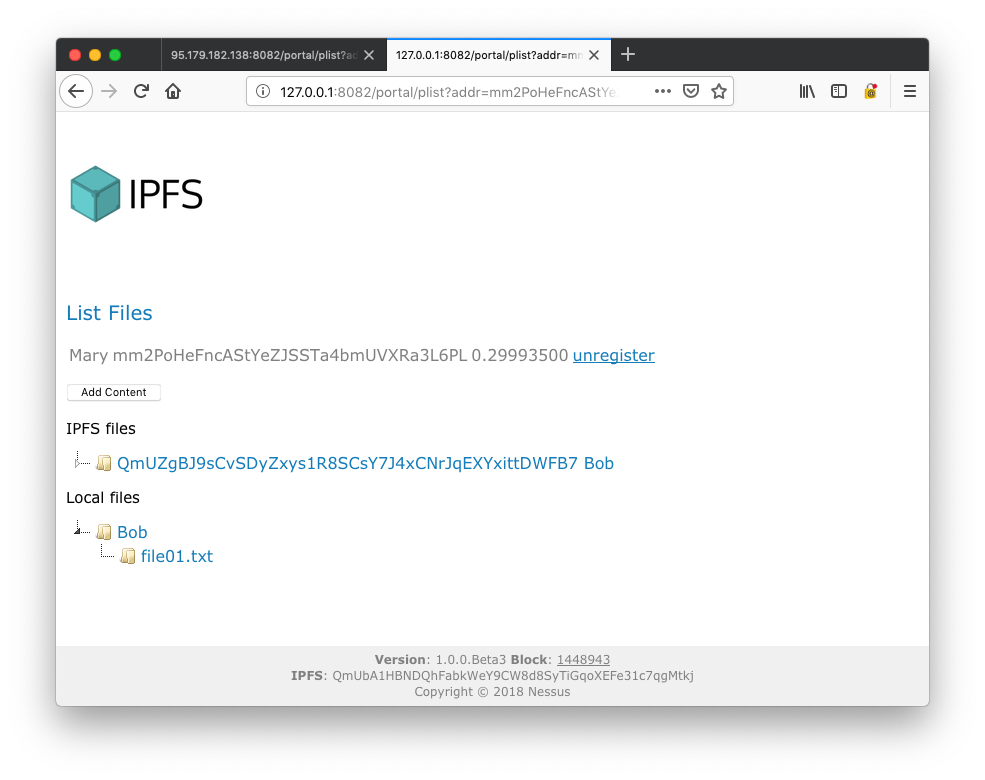 95.179.182.138:8082/portal/plist?ad
127.0.0.1:8082/portal/plist?addr=mm
127.0.0.1:8082/portal/plist?addr=mm2PoHeFncAStYe
IPFS
List Files
Mary mm2PoHeFncAStYeZJSSTa4bmUVXRa3L6PL 0.29993500 unregister
Add Content
IPFS files
QmUZgBJ9sCvSDyZxys1R8SCsY7J4xCNrJqEXYxittDWFB7 Bob
Local files
Bob
file01.txt
Version: 1.0.0.Beta3 Block: 1448943
IPFS: QmUbA1HBNDQhFabkWeY9CW8d8SyTiGqoXEFe31c7qgMtkj
Copyright © 2018 Nessus